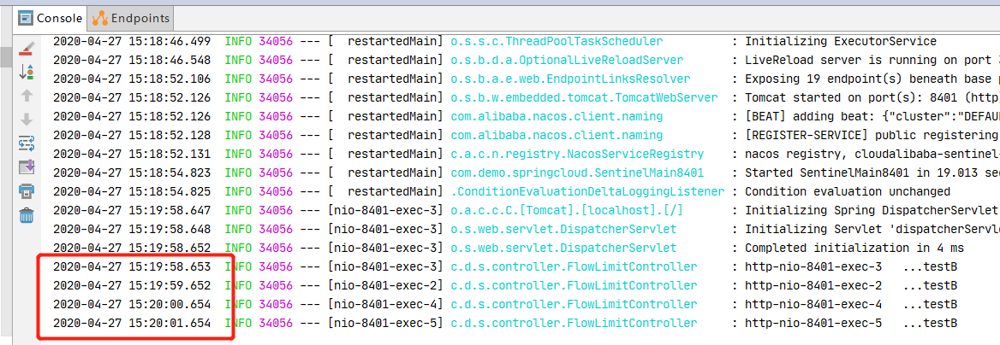 Console Endpoints
2020-04-27 15:18:46.499 INFO 34056 --- [ restartedMain] o.s.s.c.ThreadPoolTaskScheduler : Initializing ExecutorService
2020-04-27 15:18:46.548 INFO 34056 --- [ restartedMain] o.s.b.d.a.OptionalLiveReloadServer : LiveReload server is running on port 3
2020-04-27 15:18:52.106 INFO 34056 --- [ restartedMain] o.s.b.a.e.web.EndpointLinksResolver : Exposing 19 endpoint(s) beneath base p
2020-04-27 15:18:52.126 INFO 34056 --- [ restartedMain] o.s.b.w.embedded.tomcat.TomcatWebServer : Tomcat started on port(s): 8401 (http
2020-04-27 15:18:52.126 INFO 34056 --- [ restartedMain] com.alibaba.nacos.client.naming : [BEAT] adding beat: {"cluster":"DEFAU
2020-04-27 15:18:52.128 INFO 34056 --- [ restartedMain] com.alibaba.nacos.client.naming : [REGISTER-SERVICE] public registering
2020-04-27 15:18:52.131 INFO 34056 --- [ restartedMain] c.a.c.n.registry.NacosServiceRegistry : nacos registry, cloudalibaba-sentinel-
2020-04-27 15:18:54.823 INFO 34056 --- [ restartedMain] com.demo.springcloud.SentinelMain8401 : Started SentinelMain8401 in 19.013 sec
2020-04-27 15:18:54.825 INFO 34056 --- [ restartedMain] .ConditionEvaluationDeltaLoggingListener : Condition evaluation unchanged
2020-04-27 15:19:58.647 INFO 34056 --- [nio-8401-exec-3] o.a.c.c.C.[Tomcat].[localhost].[/] : Initializing Spring DispatcherServlet
2020-04-27 15:19:58.648 INFO 34056 --- [nio-8401-exec-3] o.s.web.servlet.DispatcherServlet : Initializing Servlet 'dispatcherServl
2020-04-27 15:19:58.652 INFO 34056 --- [nio-8401-exec-3] o.s.web.servlet.DispatcherServlet : Completed initialization in 4 ms
2020-04-27 15:19:58.653 INFO 34056 --- [nio-8401-exec-3] c.d.s.controller.FlowLimitController : http-nio-8401-exec-3 ...testB
2020-04-27 15:19:59.652 INFO 34056 --- [nio-8401-exec-2] c.d.s.controller.FlowLimitController : http-nio-8401-exec-2 ...testB
2020-04-27 15:20:00.654 INFO 34056 --- [nio-8401-exec-4] c.d.s.controller.FlowLimitController : http-nio-8401-exec-4 ...testB
2020-04-27 15:20:01.654 INFO 34056 --- [nio-8401-exec-5] c.d.s.controller.FlowLimitController : http-nio-8401-exec-5 ...testB